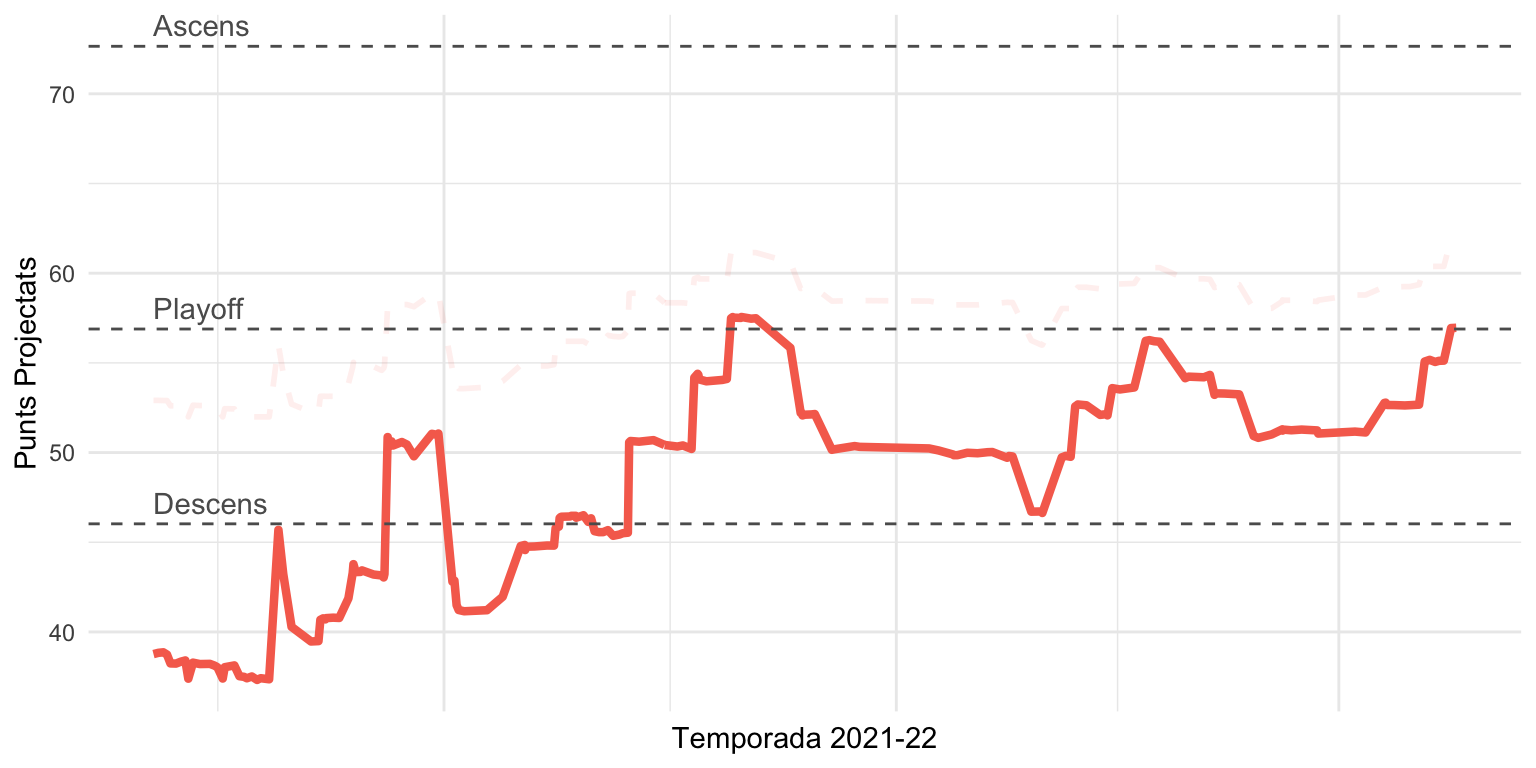 Ascens
70
60
Playoff
50
Descens
40
Punts Projectats
Temporada 2021-22